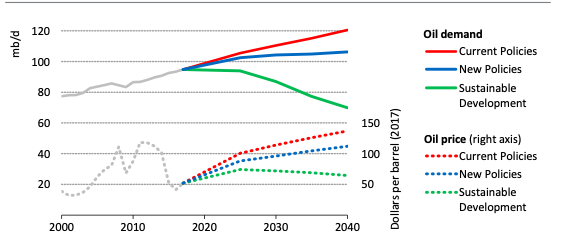 mb/d
120
100
80
60
40
20
2000
2010
2020
2030
2040
150
100
50
Dollars per barrel (2017)
Oil demand
Current Policies
New Policies
Sustainable
Development
Oil price (right axis)
Current Policies
New Policies
Sustainable
Development